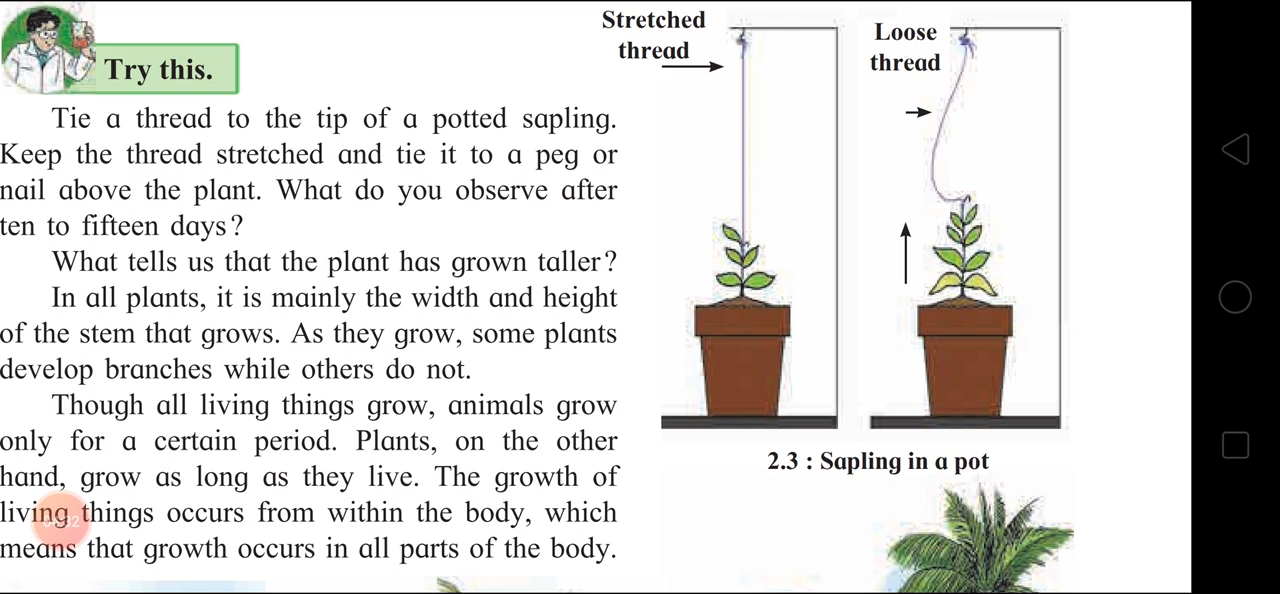 Try this.
Tie a thread to the tip of a potted sapling.
Keep the thread stretched and tie it to a peg or
nail above the plant. What do you observe after
ten to fifteen days?
What tells us that the plant has grown taller?
In all plants, it is mainly the width and height
of the stem that grows. As they grow, some plants
develop branches while others do not.
Though all living things grow, animals grow
only for a certain period. Plants, on the other
hand, grow as long as they live. The growth of
living things occurs from within the body, which
means that growth occurs in all parts of the body.
Stretched
thread
Loose
thread
2.3 : Sapling in a pot